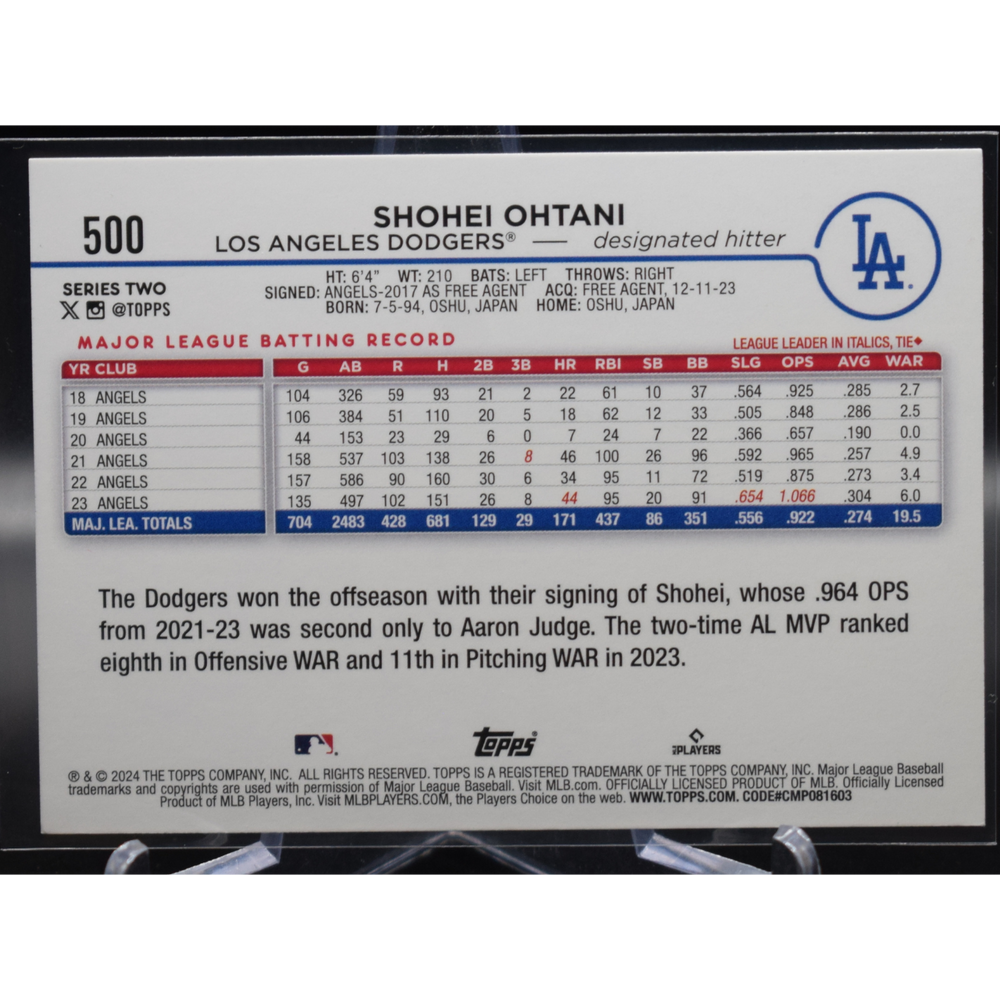 500
SHOHEI OHTANI
LOS ANGELES DODGERS® — designated hitter
LA
SERIES TWO
@TOPPS
HT: 6'4" WT: 210 BATS: LEFT THROWS: RIGHT
SIGNED: ANGELS-2017 AS FREE AGENT ACQ: FREE AGENT, 12-11-23
BORN: 7-5-94, OSHU, JAPAN HOME: OSHU, JAPAN
MAJOR LEAGUE BATTING RECORD
LEAGUE LEADER IN ITALICS, TIE◆
YR CLUB G AB R H 2B 3B HR RBI SB BB SLG OPS AVG WAR
18 ANGELS 104 326 59 93 21 2 22 61 10 37 .564 .925 .285 2.7
19 ANGELS 106 384 51 110 20 5 18 62 12 33 .505 .848 .286 2.5
20 ANGELS 44 153 23 29 6 0 7 24 7 22 .366 .657 .190 0.0
21 ANGELS 158 537 103 138 26 8 46 100 26 96 .592 .965 .257 4.9
22 ANGELS 157 586 90 160 30 6 34 95 11 72 .519 .875 .273 3.4
23 ANGELS 135 497 102 151 26 8 44 95 20 91 .654 1.066 .304 6.0
MAJ. LEA. TOTALS 704 2483 428 681 129 29 171 437 86 351 .556 .922 .274 19.5
The Dodgers won the offseason with their signing of Shohei, whose .964 OPS
from 2021-23 was second only to Aaron Judge. The two-time AL MVP ranked
eighth in Offensive WAR and 11th in Pitching WAR in 2023.
Topps
PLAYERS
® & © 2024 THE TOPPS COMPANY, INC. ALL RIGHTS RESERVED. TOPPS IS A REGISTERED TRADEMARK OF THE TOPPS COMPANY, INC. Major League Baseball
trademarks and copyrights are used with permission of Major League Baseball. Visit MLB.com. OFFICIALLY LICENSED PRODUCT OF MLB. Officially Licensed
Product of MLB Players, Inc. Visit MLBPLAYERS.COM, the Players Choice on the web. WWW.TOPPS.COM. CODE#CMP081603